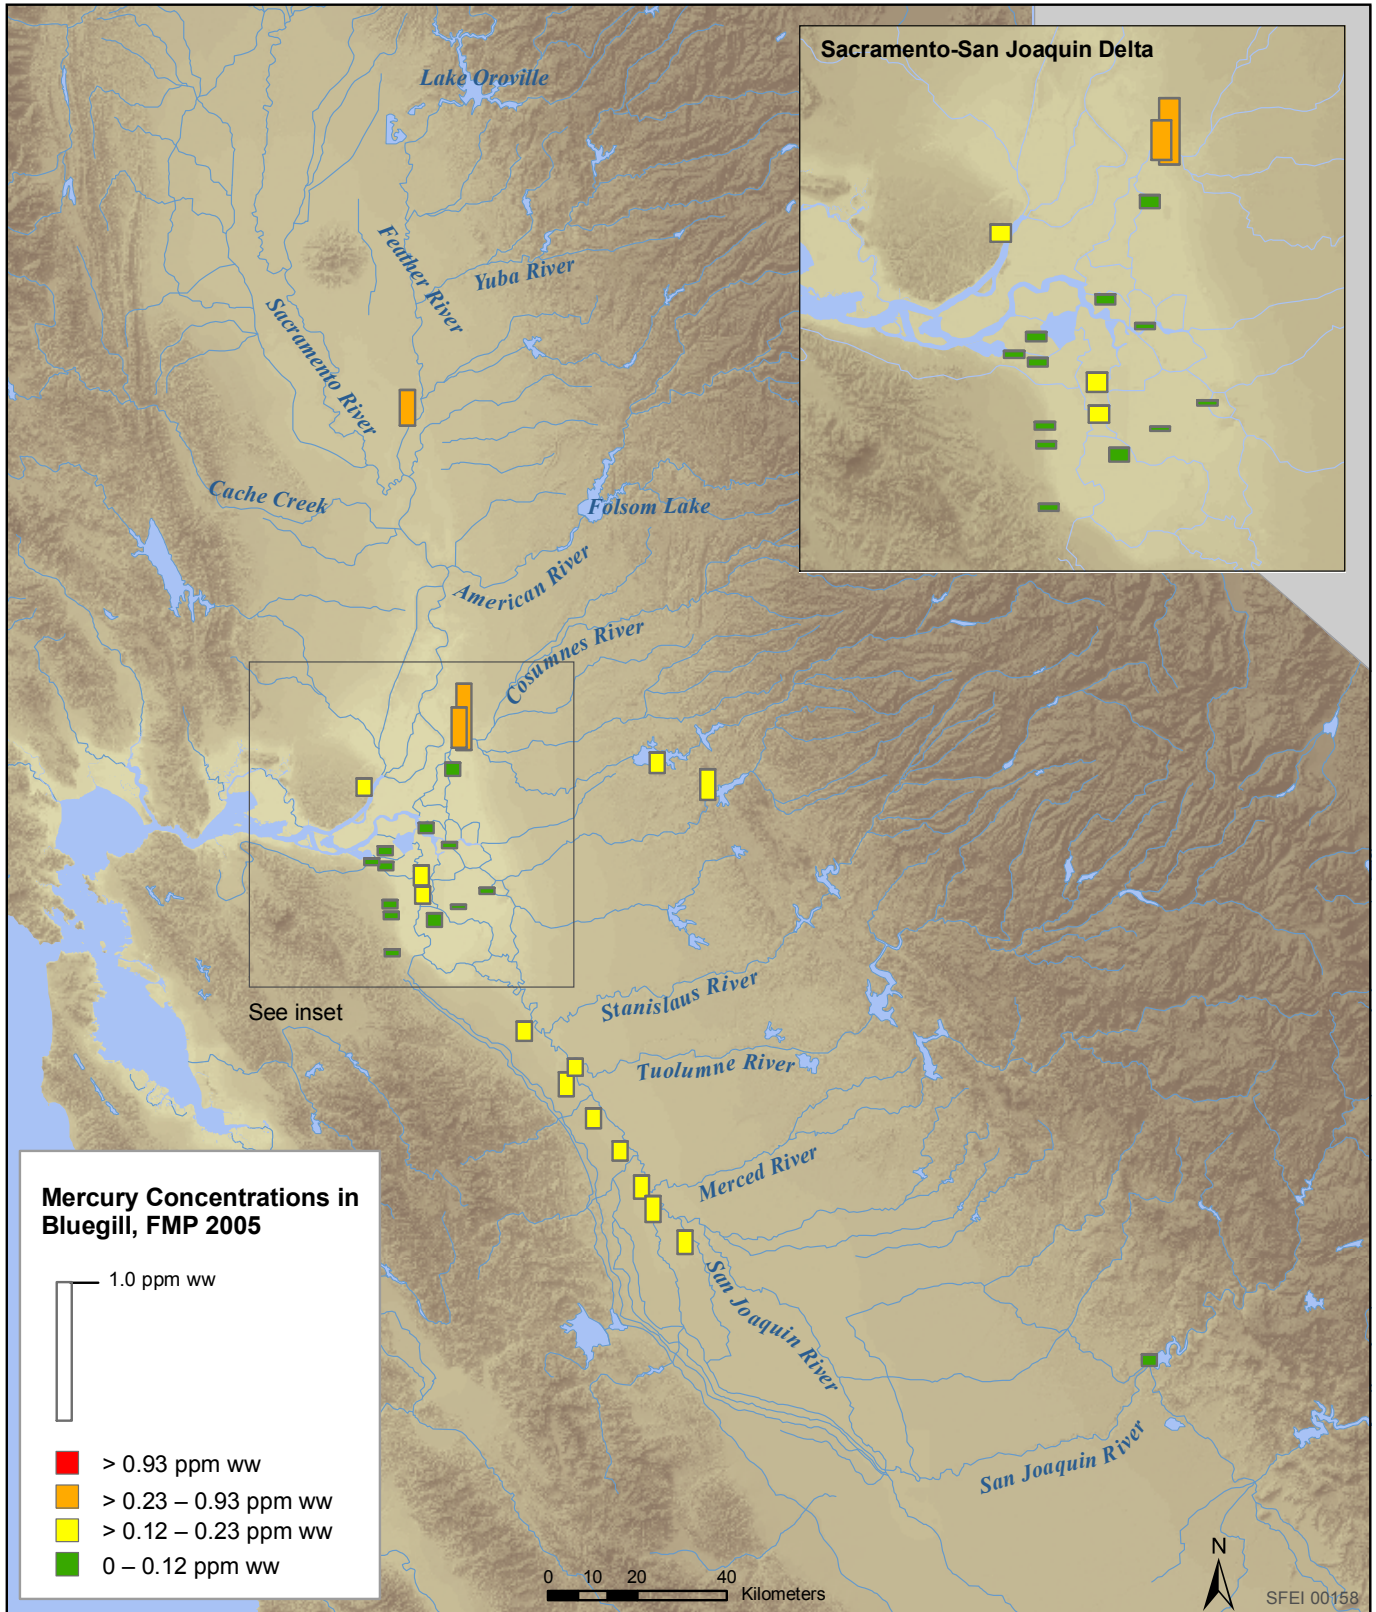 Sacramento-San Joaquin Delta
Lake Oroville
Feather River
Yuba River
Sacramento River
Cache Creek
Folsom Lake
American River
Cosumnes River
See inset
Stanislaus River
Tuolumne River
Merced River
San Joaquin River
San Joaquin River
Mercury Concentrations in
Bluegill, FMP 2005
1.0 ppm ww
> 0.93 ppm ww
> 0.23 – 0.93 ppm ww
> 0.12 – 0.23 ppm ww
0 – 0.12 ppm ww
0 10 20 40
Kilometers
N
SFEI 00158